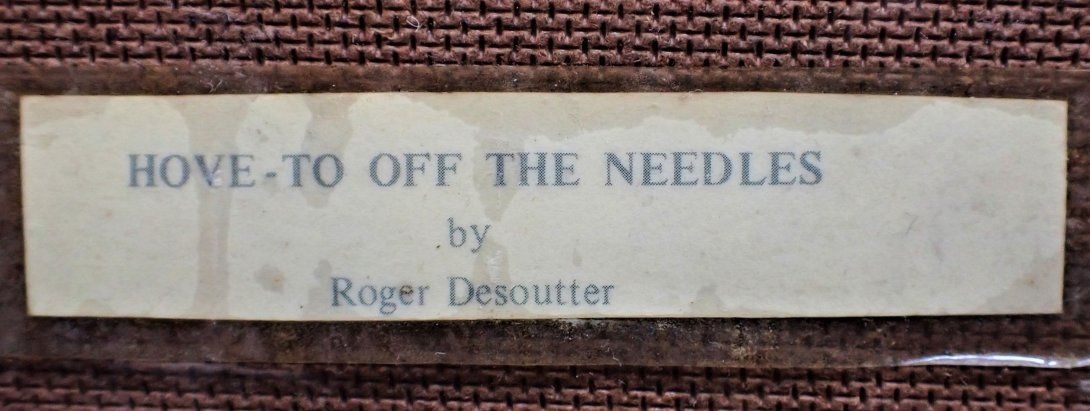 HOVE-TO OFF THE NEEDLES
by
Roger Desoutter